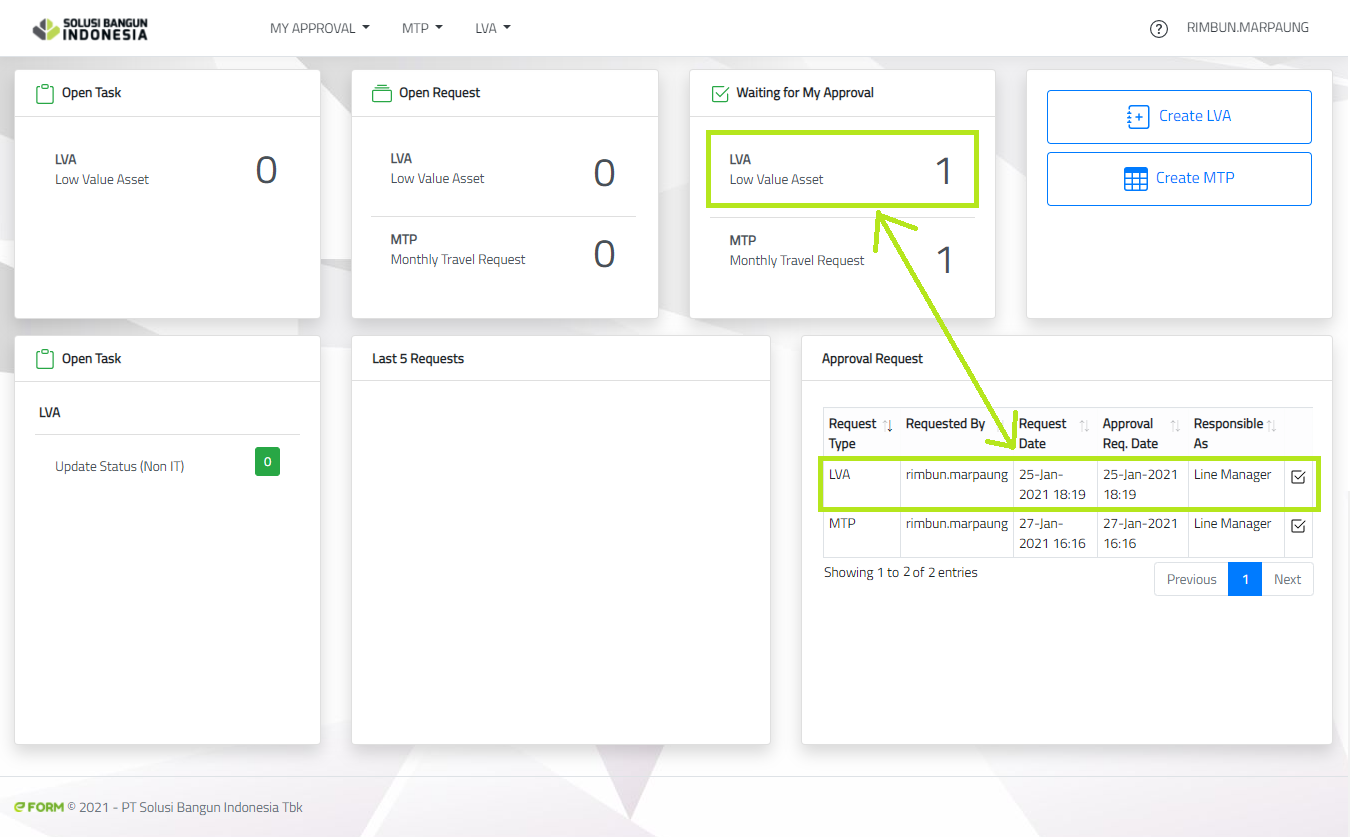 SOLUSI BANGUN
INDONESIA
MY APPROVAL
MTP
LVA
?
RIMBUN.MARPAUNG
Open Task
LVA
Low Value Asset
0
Open Request
LVA
Low Value Asset
0
MTP
Monthly Travel Request
0
Waiting for My Approval
LVA
Low Value Asset
1
MTP
Monthly Travel Request
1
Create LVA
Create MTP
Open Task
LVA
Update Status (Non IT)
0
Last 5 Requests
Approval Request
Request Type
Requested By
Request Date
Approval Req. Date
Responsible As
LVA rimbun.marpaung 25-Jan-2021 18:19 25-Jan-2021 18:19 Line Manager
MTP rimbun.marpaung 27-Jan-2021 16:16 27-Jan-2021 16:16 Line Manager
Showing 1 to 2 of 2 entries
Previous 1 Next
eFORM © 2021 - PT Solusi Bangun Indonesia Tbk